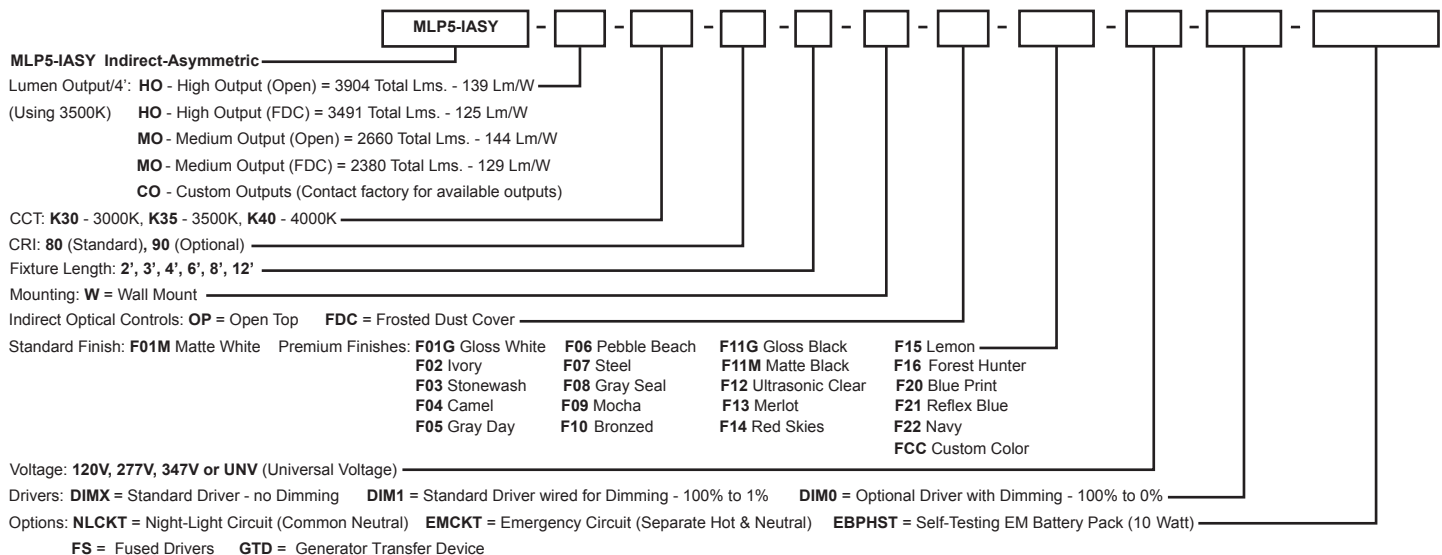 MLP5-IASY - - - - - - - - -
MLP5-IASY Indirect-Asymmetric
Lumen Output/4’: HO - High Output (Open) = 3904 Total Lms. - 139 Lm/W
(Using 3500K) HO - High Output (FDC) = 3491 Total Lms. - 125 Lm/W
MO - Medium Output (Open) = 2660 Total Lms. - 144 Lm/W
MO - Medium Output (FDC) = 2380 Total Lms. - 129 Lm/W
CO - Custom Outputs (Contact factory for available outputs)
CCT: K30 - 3000K, K35 - 3500K, K40 - 4000K
CRI: 80 (Standard), 90 (Optional)
Fixture Length: 2’, 3’, 4’, 6’, 8’, 12’
Mounting: W = Wall Mount
Indirect Optical Controls: OP = Open Top FDC = Frosted Dust Cover
Standard Finish: F01M Matte White Premium Finishes: F01G Gloss White F06 Pebble Beach F11G Gloss Black F15 Lemon
F02 Ivory F07 Steel F11M Matte Black F16 Forest Hunter
F03 Stonewash F08 Gray Seal F12 Ultrasonic Clear F20 Blue Print
F04 Camel F09 Mocha F13 Merlot F21 Reflex Blue
F05 Gray Day F10 Bronzed F14 Red Skies F22 Navy
FCC Custom Color
Voltage: 120V, 277V, 347V or UNV (Universal Voltage)
Drivers: DIMX = Standard Driver - no Dimming DIM1 = Standard Driver wired for Dimming - 100% to 1% DIM0 = Optional Driver with Dimming - 100% to 0%
Options: NLCKT = Night-Light Circuit (Common Neutral) EMCKT = Emergency Circuit (Separate Hot & Neutral) EBPHST = Self-Testing EM Battery Pack (10 Watt)
FS = Fused Drivers GTD = Generator Transfer Device